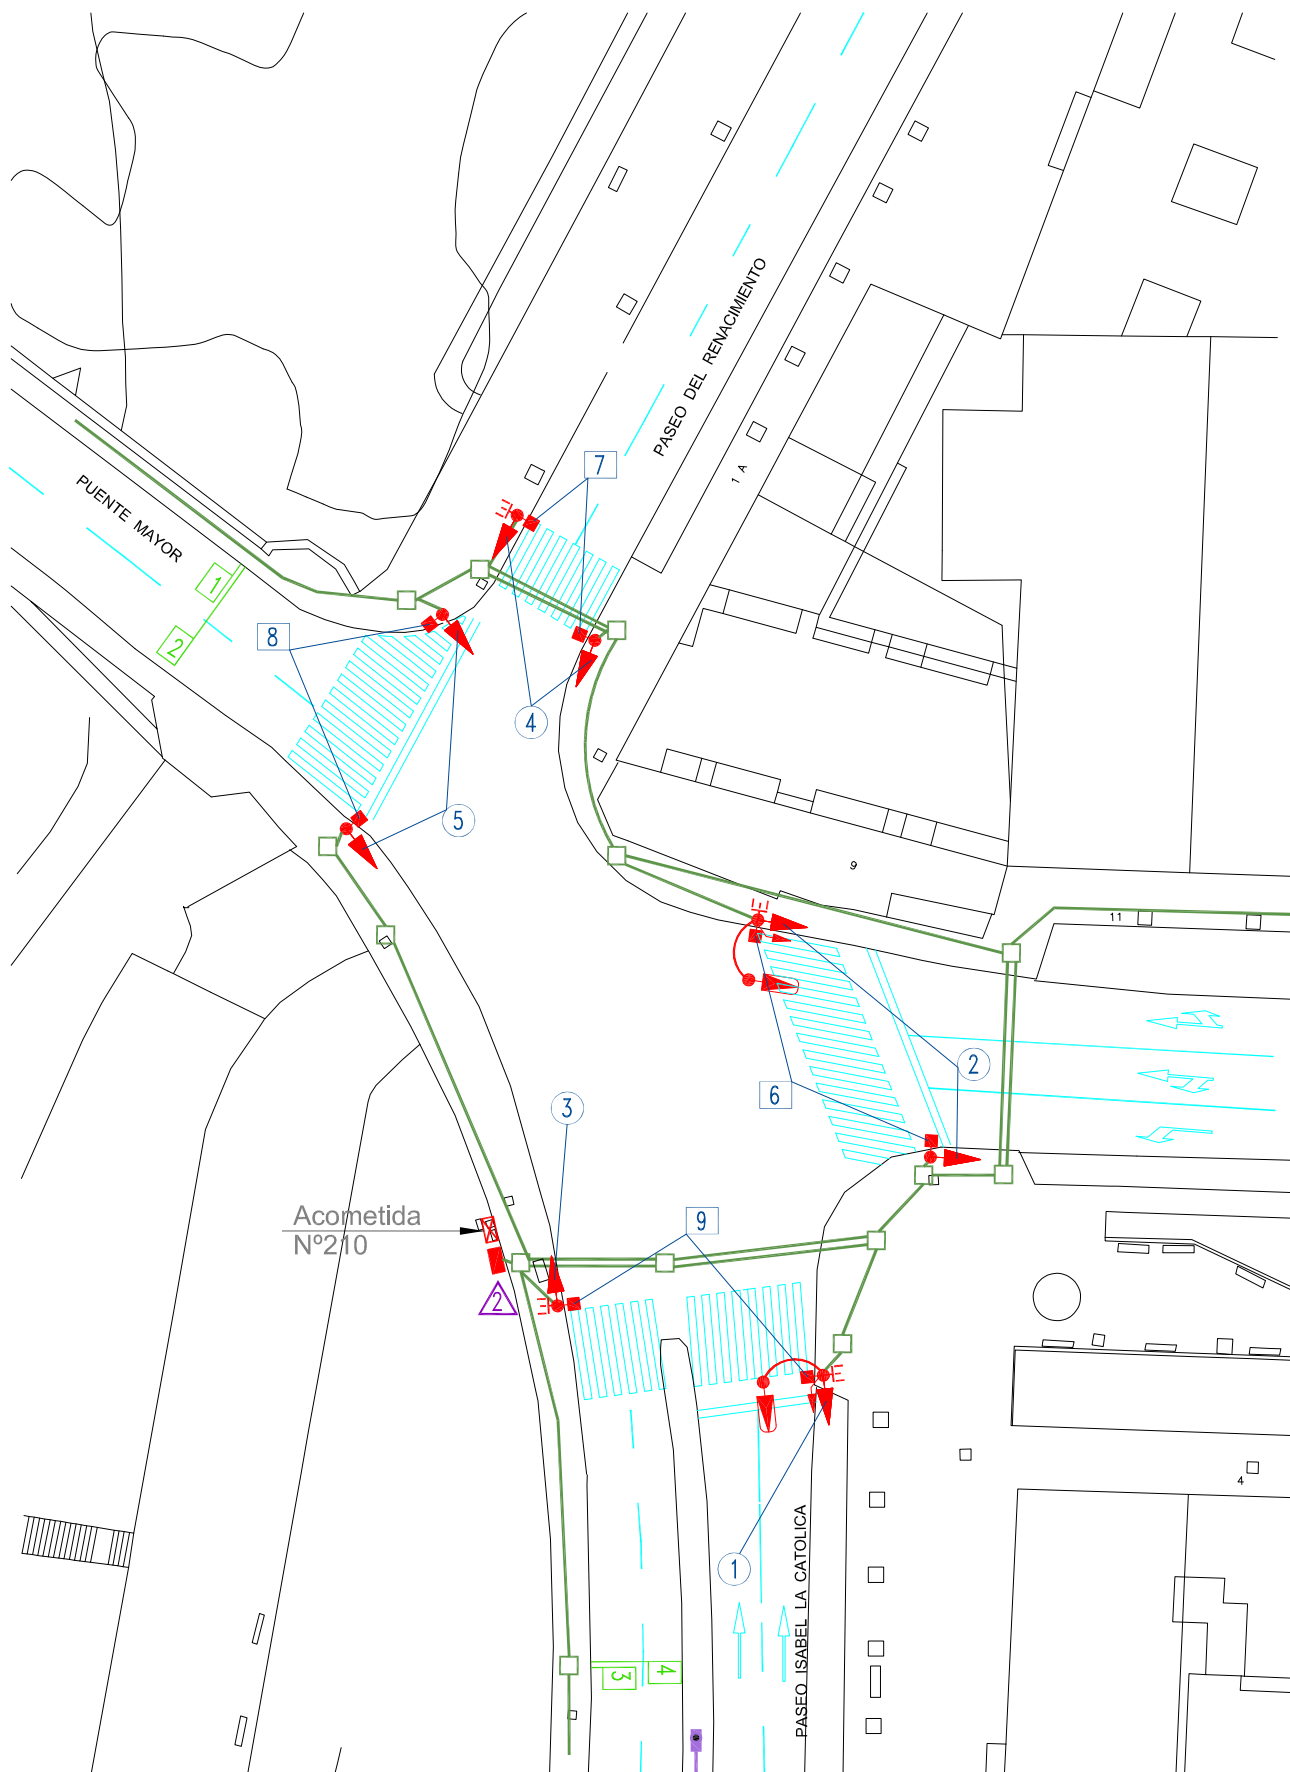 PASEO DEL RENACIMIENTO
1 A
7
PUENTE MAYOR
1
2
8
4
5
9
11
2
6
3
Acometida
Nº210
9
2
1
4
PASEO ISABEL LA CATOLICA
3
4